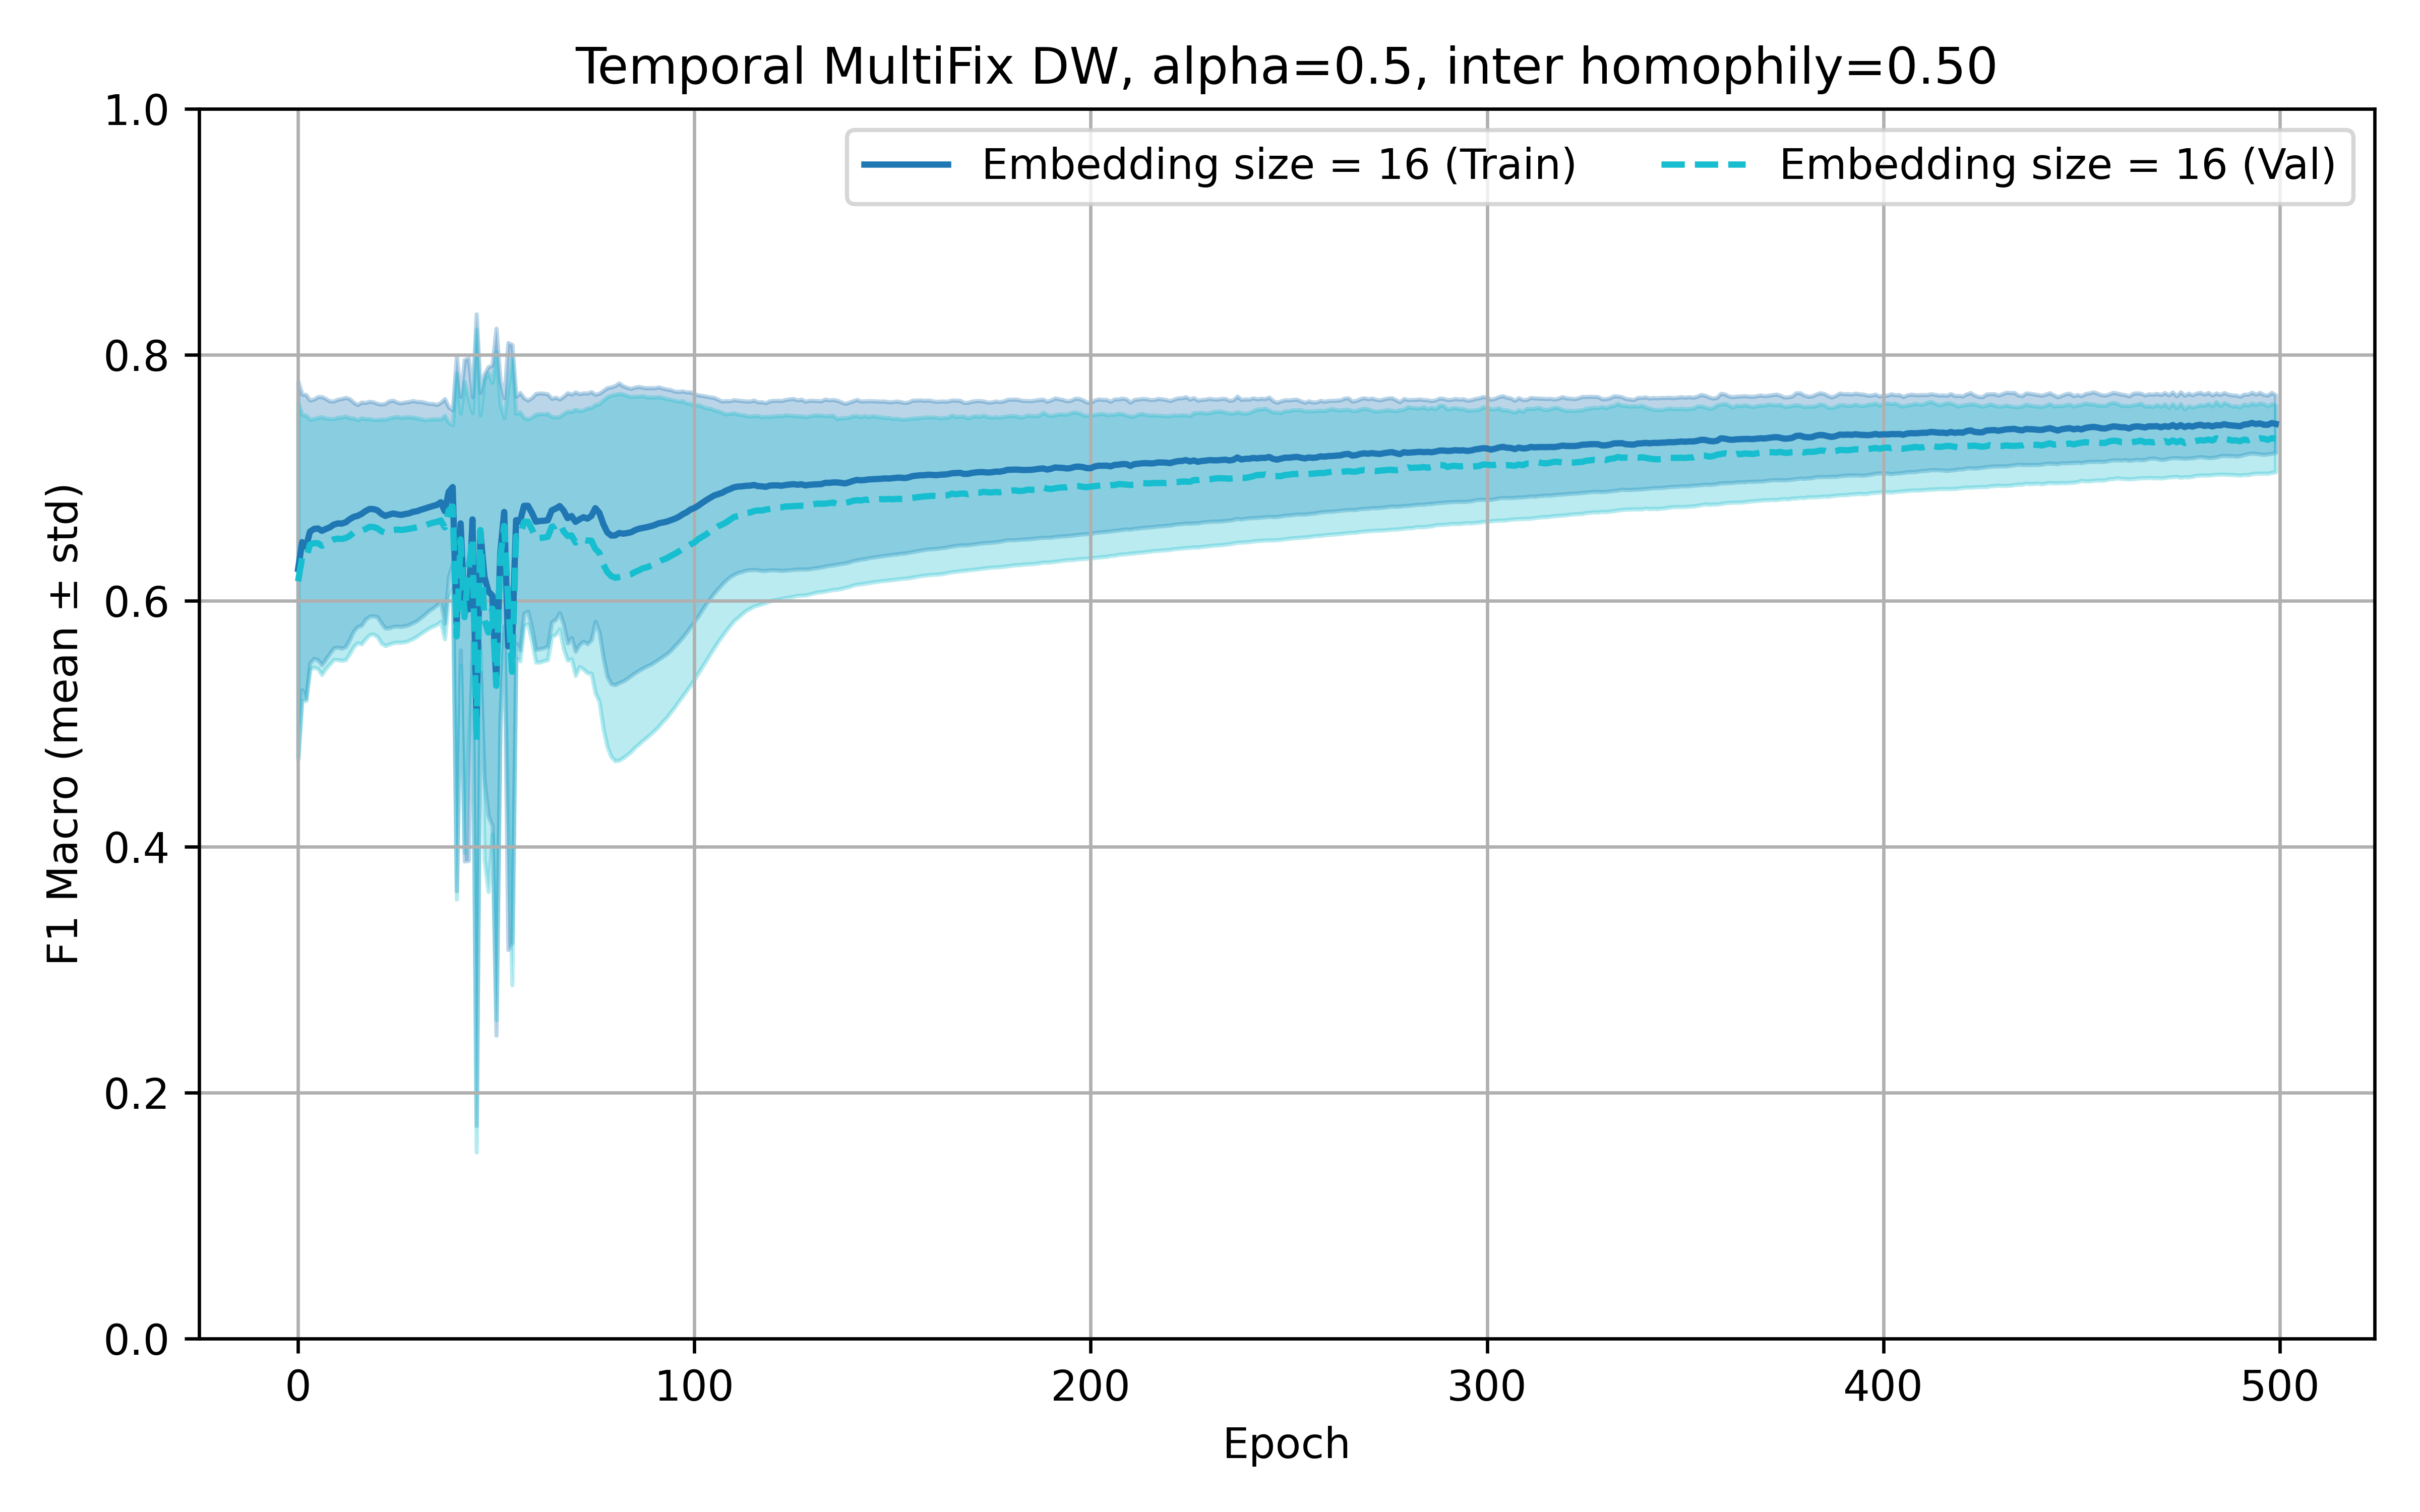 Temporal MultiFix DW, alpha=0.5, inter homophily=0.50
Embedding size = 16 (Train)
Embedding size = 16 (Val)
F1 Macro (mean ± std)
1.0
0.8
0.6
0.4
0.2
0.0
0 100 200 300 400 500
Epoch